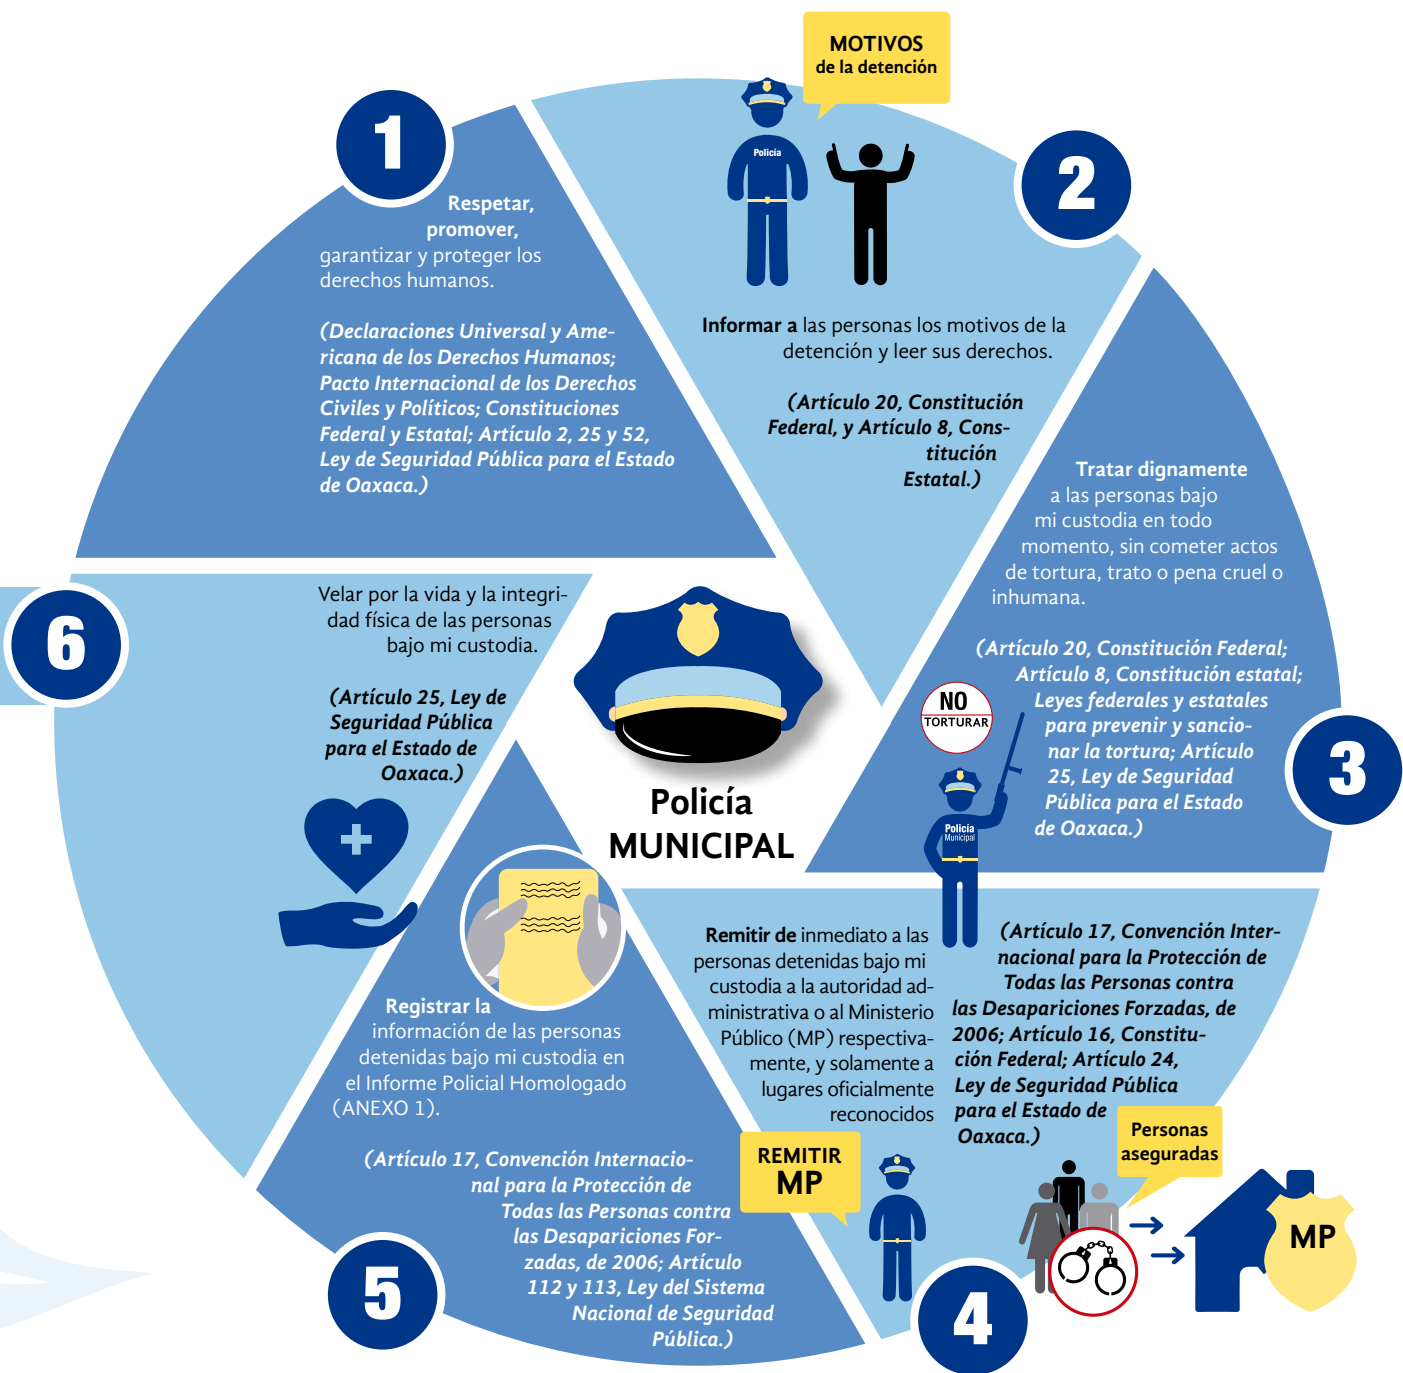 1
Respetar,
promover,
garantizar y proteger los
derechos humanos.
(Declaraciones Universal y Ame-
ricana de los Derechos Humanos;
Pacto Internacional de los Derechos
Civiles y Políticos; Constituciones
Federal y Estatal; Artículo 2, 25 y 52,
Ley de Seguridad Pública para el Estado
de Oaxaca.)
MOTIVOS
de la detención
Policía
2
Informar a las personas los motivos de la
detención y leer sus derechos.
(Artículo 20, Constitución
Federal, y Artículo 8, Cons-
titución
Estatal.)
Tratar dignamente
a las personas bajo
mi custodia en todo
momento, sin cometer actos
de tortura, trato o pena cruel o
inhumana.
(Artículo 20, Constitución Federal;
Artículo 8, Constitución estatal;
Leyes federales y estatales
para prevenir y sancio-
nar la tortura; Artículo
25, Ley de Seguridad
Pública para el Estado
de Oaxaca.)
NO
TORTURAR
Policía
Municipal
3
Policía
MUNICIPAL
Remitir de inmediato a las
personas detenidas bajo mi
custodia a la autoridad ad-
ministrativa o al Ministerio
Público (MP) respectiva-
mente, y solamente a
lugares oficialmente
reconocidos
(Artículo 17, Convención Inter-
nacional para la Protección de
Todas las Personas contra
las Desapariciones Forzadas, de
2006; Artículo 16, Constitu-
ción Federal; Artículo 24,
Ley de Seguridad Pública
para el Estado de
Oaxaca.)
REMITIR
MP
Personas
aseguradas
MP
4
Registrar la
información de las personas
detenidas bajo mi custodia en
el Informe Policial Homologado
(ANEXO 1).
(Artículo 17, Convención Internacio-
nal para la Protección de
Todas las Personas contra
las Desapariciones For-
zadas, de 2006; Artículo
112 y 113, Ley del Sistema
Nacional de Seguridad
Pública.)
5
6
Velar por la vida y la integri-
dad física de las personas
bajo mi custodia.
(Artículo 25, Ley de
Seguridad Pública
para el Estado de
Oaxaca.)